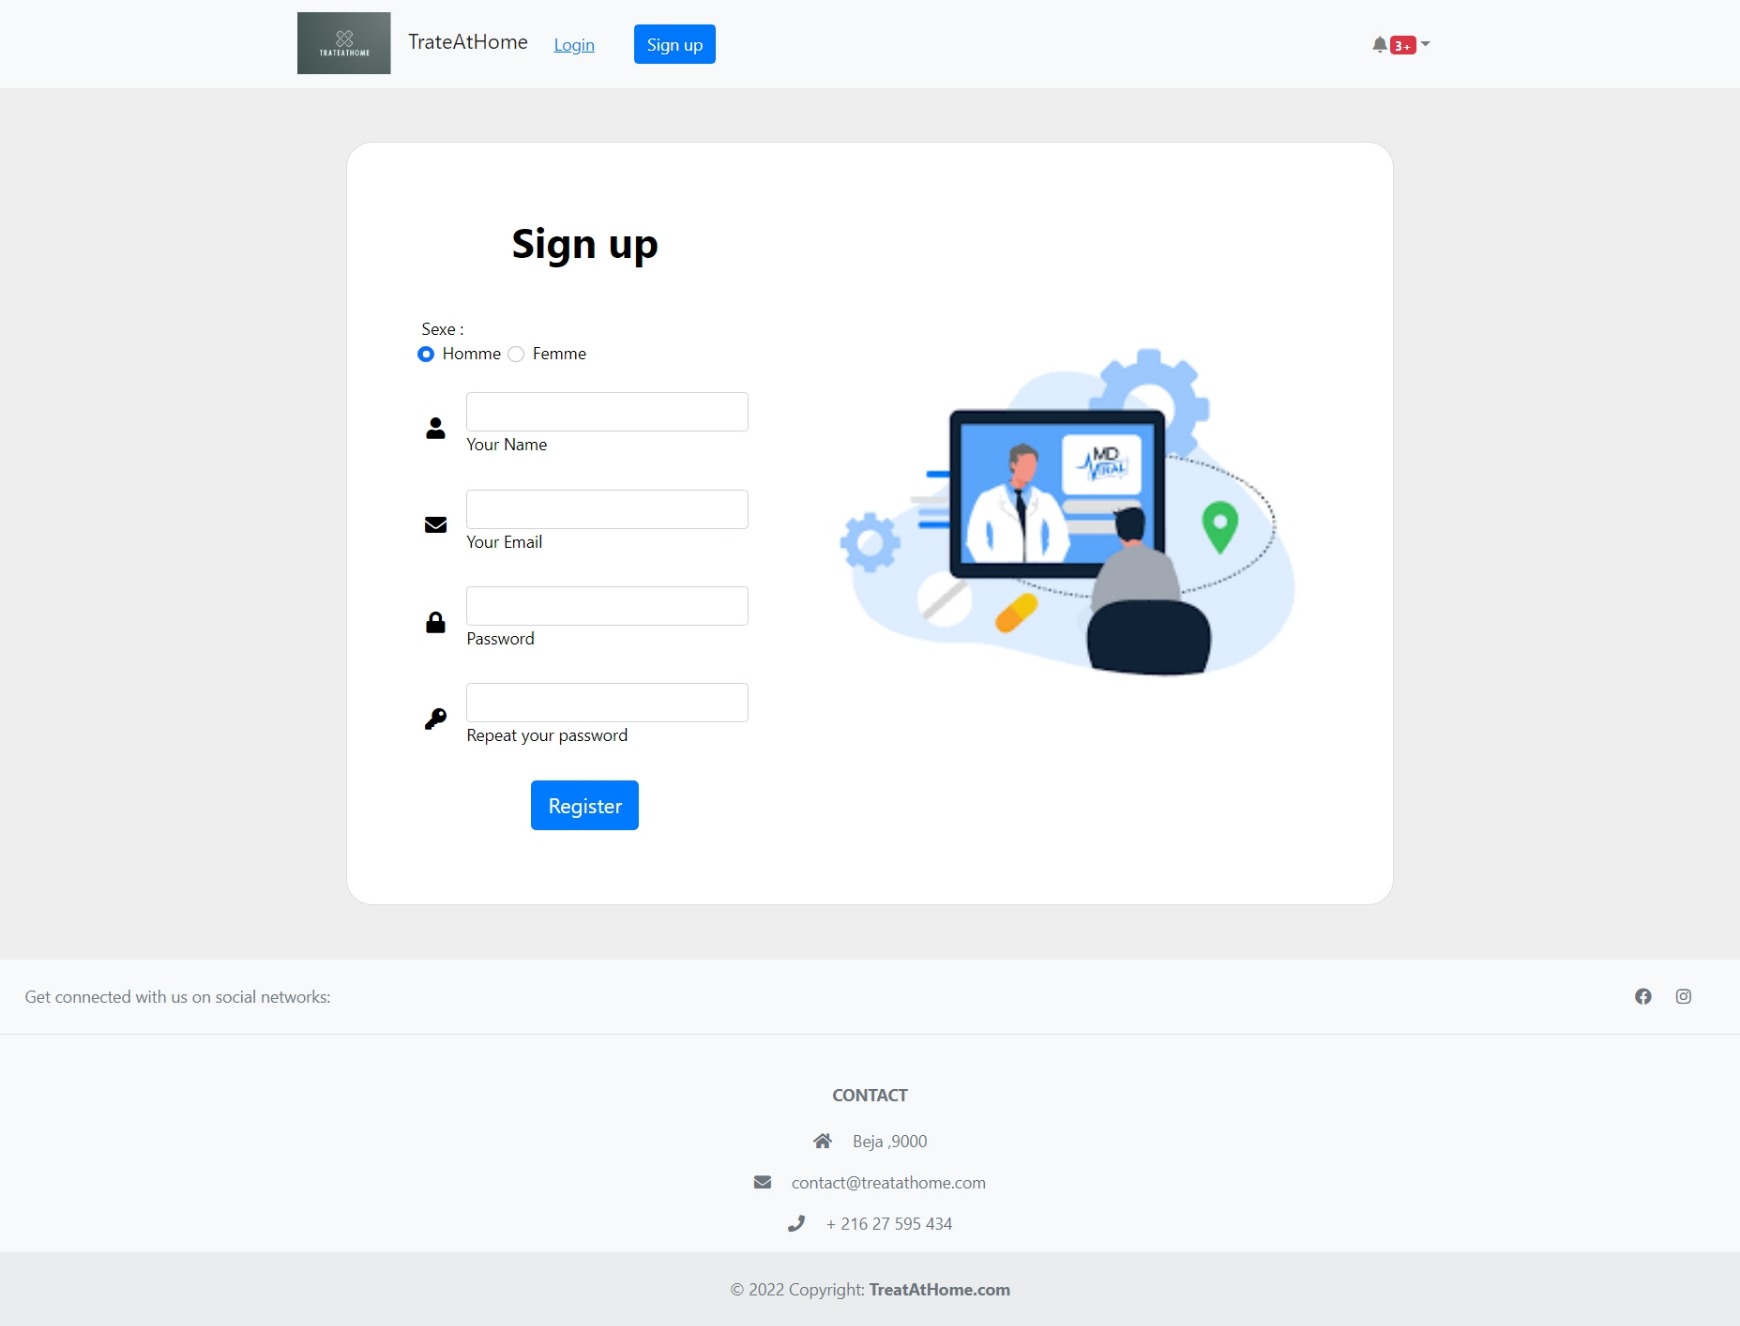 TRATEATHOME
TrateAtHome
Login
Sign up
3+
Sign up
Sexe :
Homme Femme
Your Name
Your Email
Password
Repeat your password
Register
MD
VIRAL
Get connected with us on social networks:
CONTACT
Beja ,9000
contact@treatathome.com
+ 216 27 595 434
© 2022 Copyright: TreatAtHome.com